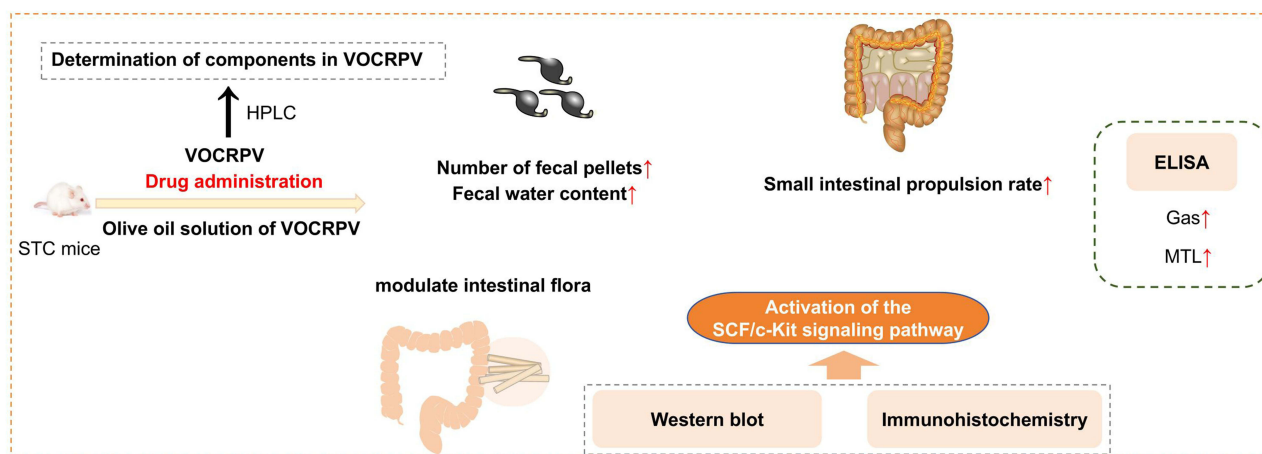 Determination of components in VOCRPV
HPLC
VOCRPV
Drug administration
Olive oil solution of VOCRPV
STC mice
Number of fecal pellets↑
Fecal water content↑
Small intestinal propulsion rate↑
ELISA
Gas↑
MTL↑
modulate intestinal flora
Activation of the
SCF/c-Kit signaling pathway
Western blot
Immunohistochemistry